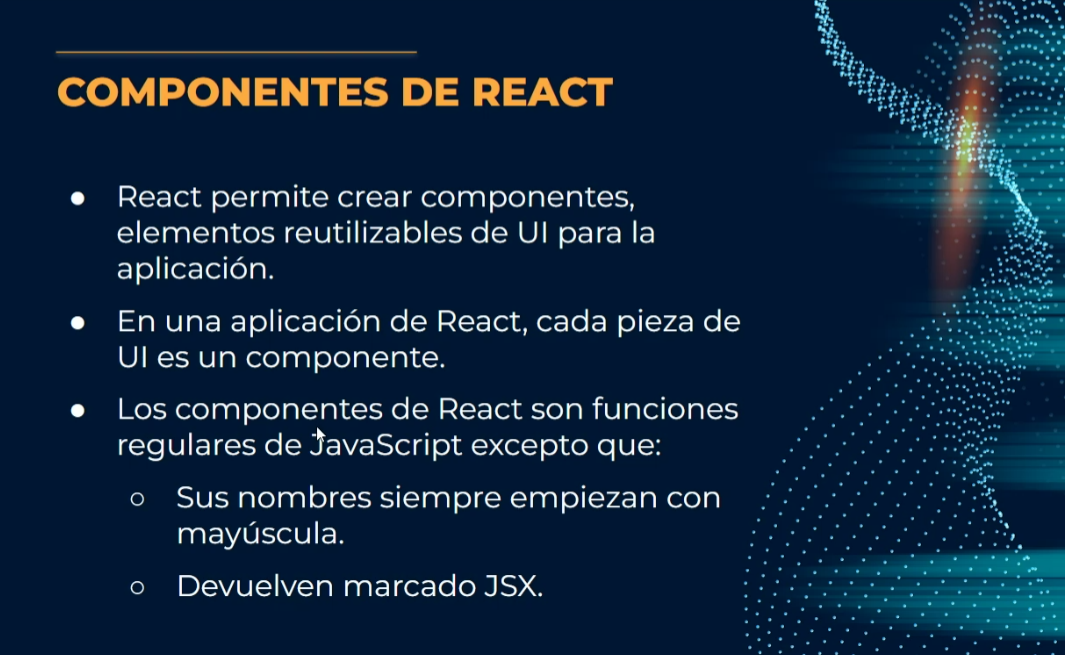 COMPONENTES DE REACT
● React permite crear componentes,
elementos reutilizables de UI para la
aplicación.
● En una aplicación de React, cada pieza de
UI es un componente.
● Los componentes de React son funciones
regulares de JavaScript excepto que:
○ Sus nombres siempre empiezan con
mayúscula.
○ Devuelven marcado JSX.